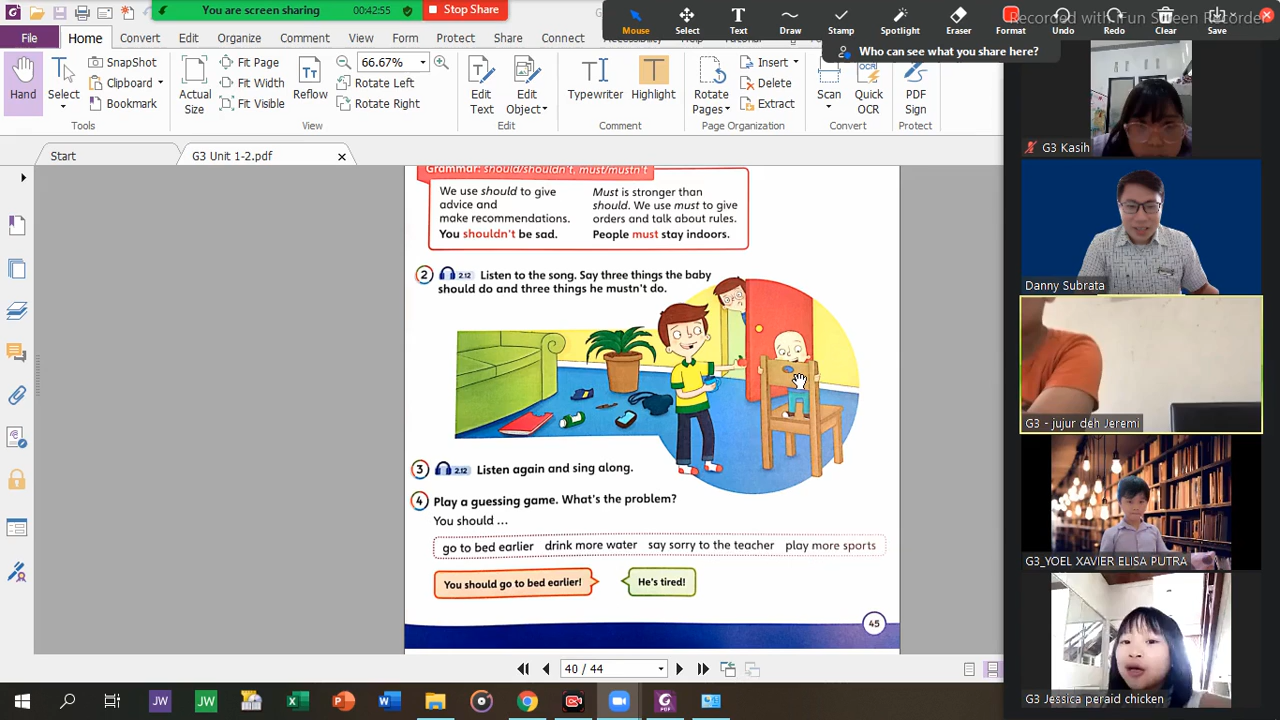 You are screen sharing
42:42:55
Stop Share
Recorded with iFun Screen Recorder
Mouse
Select
Text
Draw
Stamp
Spotlight
Eraser
Format
Undo
Redo
Clear
Save
Who can see what you share here?
File
Home
Convert
Edit
Organize
Comment
View
Form
Protect
Share
Connect
Hand
Select
SnapShot
Clipboard
Bookmark
Tools
Actual
Size
Fit Page
Fit Width
Fit Visible
Reflow
66.67%
Rotate Left
Rotate Right
View
Edit
Text
Edit
Object
Edit
Typewriter
Highlight
Comment
Rotate
Pages
Insert
Delete
Extract
Page Organization
Scan
Quick
OCR
Convert
PDF
Sign
Protect
Start
G3 Unit 1-2.pdf
Grammar: should/shouldn't, must/mustn't
We use should to give
advice and
make recommendations.
You shouldn't be sad.
Must is stronger than
should. We use must to give
orders and talk about rules.
People must stay indoors.
2 2.12 Listen to the song. Say three things the baby
should do and three things he mustn't do.
3 2.12 Listen again and sing along.
4 Play a guessing game. What's the problem?
You should ...
go to bed earlier drink more water say sorry to the teacher play more sports
You should go to bed earlier!
He's tired!
45
40 / 44
G3 Kasih
Danny Subrata
G3 - jujur deh Jeremi
G3_YOEL XAVIER ELISA PUTRA
G3 Jessica peraid chicken